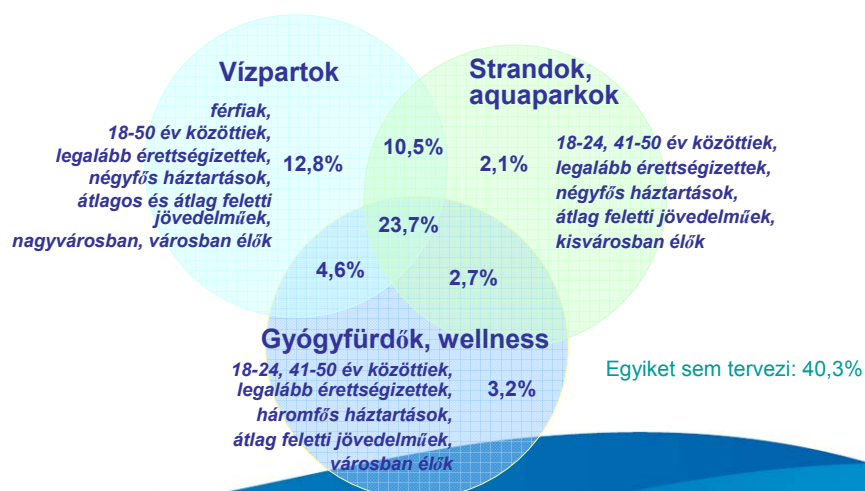 Vízpartok
férfiak,
18-50 év közöttiek,
legalább érettségizettek,
négyfős háztartások,
átlagos és átlag feletti
jövedelműek,
nagyvárosban, városban élők
12,8%
10,5%
Strandok,
aquaparkok
2,1%
18-24, 41-50 év közöttiek,
legalább érettségizettek,
négyfős háztartások,
átlag feletti jövedelműek,
kisvárosban élők
23,7%
4,6%
2,7%
Gyógyfürdők, wellness
18-24, 41-50 év közöttiek,
legalább érettségizettek,
háromfős háztartások,
átlag feletti jövedelműek,
városban élők
3,2%
Egyiket sem tervezi: 40,3%